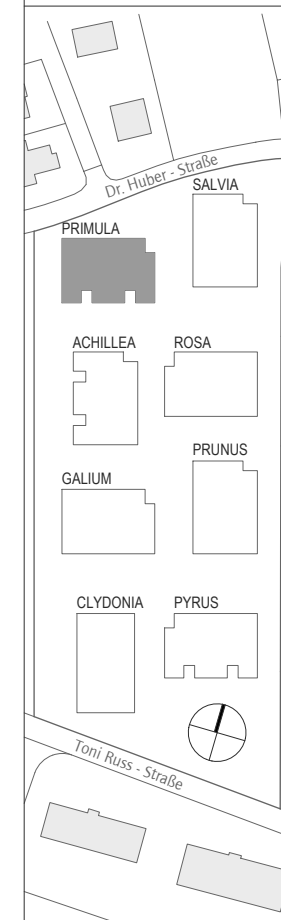 Dr. Huber - Straße
SALVIA
PRIMULA
ACHILLEA
ROSA
PRUNUS
GALIUM
CLYDONIA
PYRUS
Toni Russ - Straße